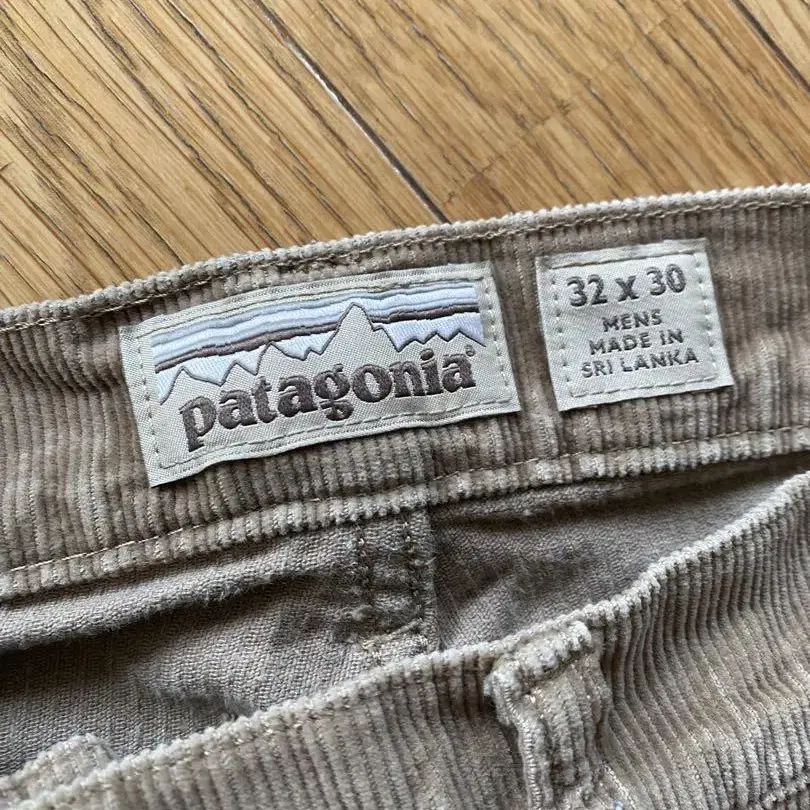 patagonia®
32 x 30
MENS
MADE IN
SRI LANKA